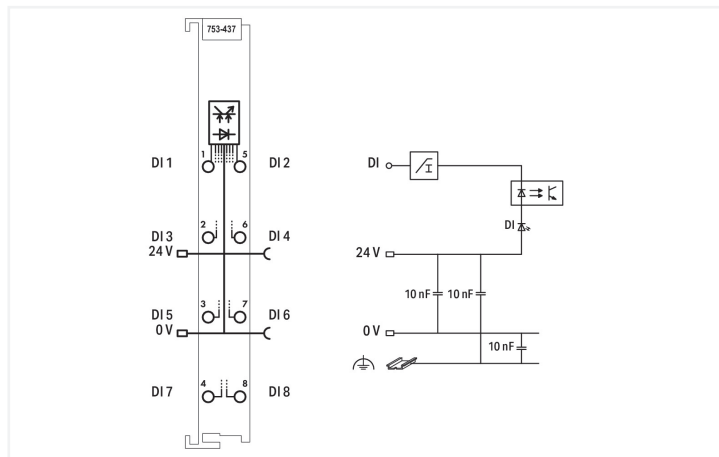 753-437
1 5
DI 1 DI 2
DI
I
2 6
DI 3 DI 4
24 V
DI
24 V
10 nF 10 nF
3 7
DI 5 DI 6
0 V
0 V
10 nF
4 8
DI 7 DI 8